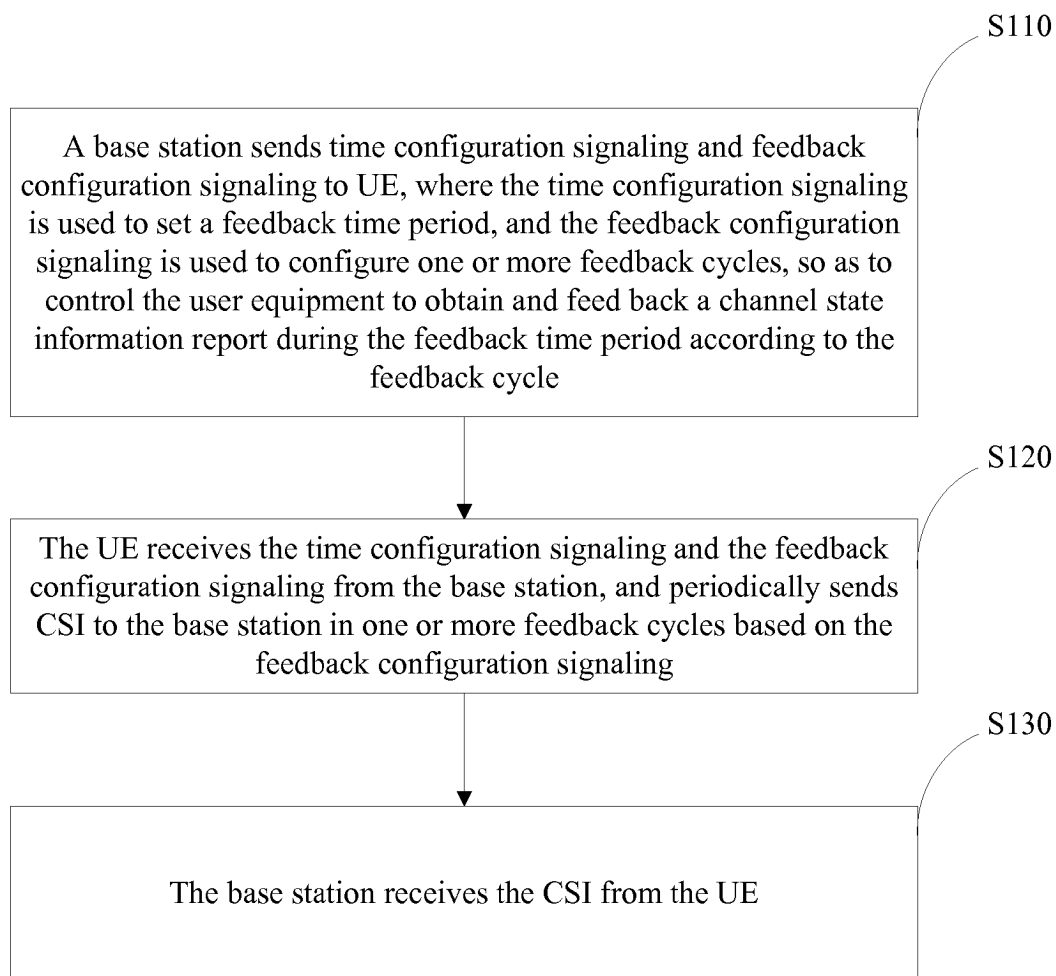 S110
A base station sends time configuration signaling and feedback
configuration signaling to UE, where the time configuration signaling
is used to set a feedback time period, and the feedback configuration
signaling is used to configure one or more feedback cycles, so as to
control the user equipment to obtain and feed back a channel state
information report during the feedback time period according to the
feedback cycle
S120
The UE receives the time configuration signaling and the feedback
configuration signaling from the base station, and periodically sends
CSI to the base station in one or more feedback cycles based on the
feedback configuration signaling
S130
The base station receives the CSI from the UE